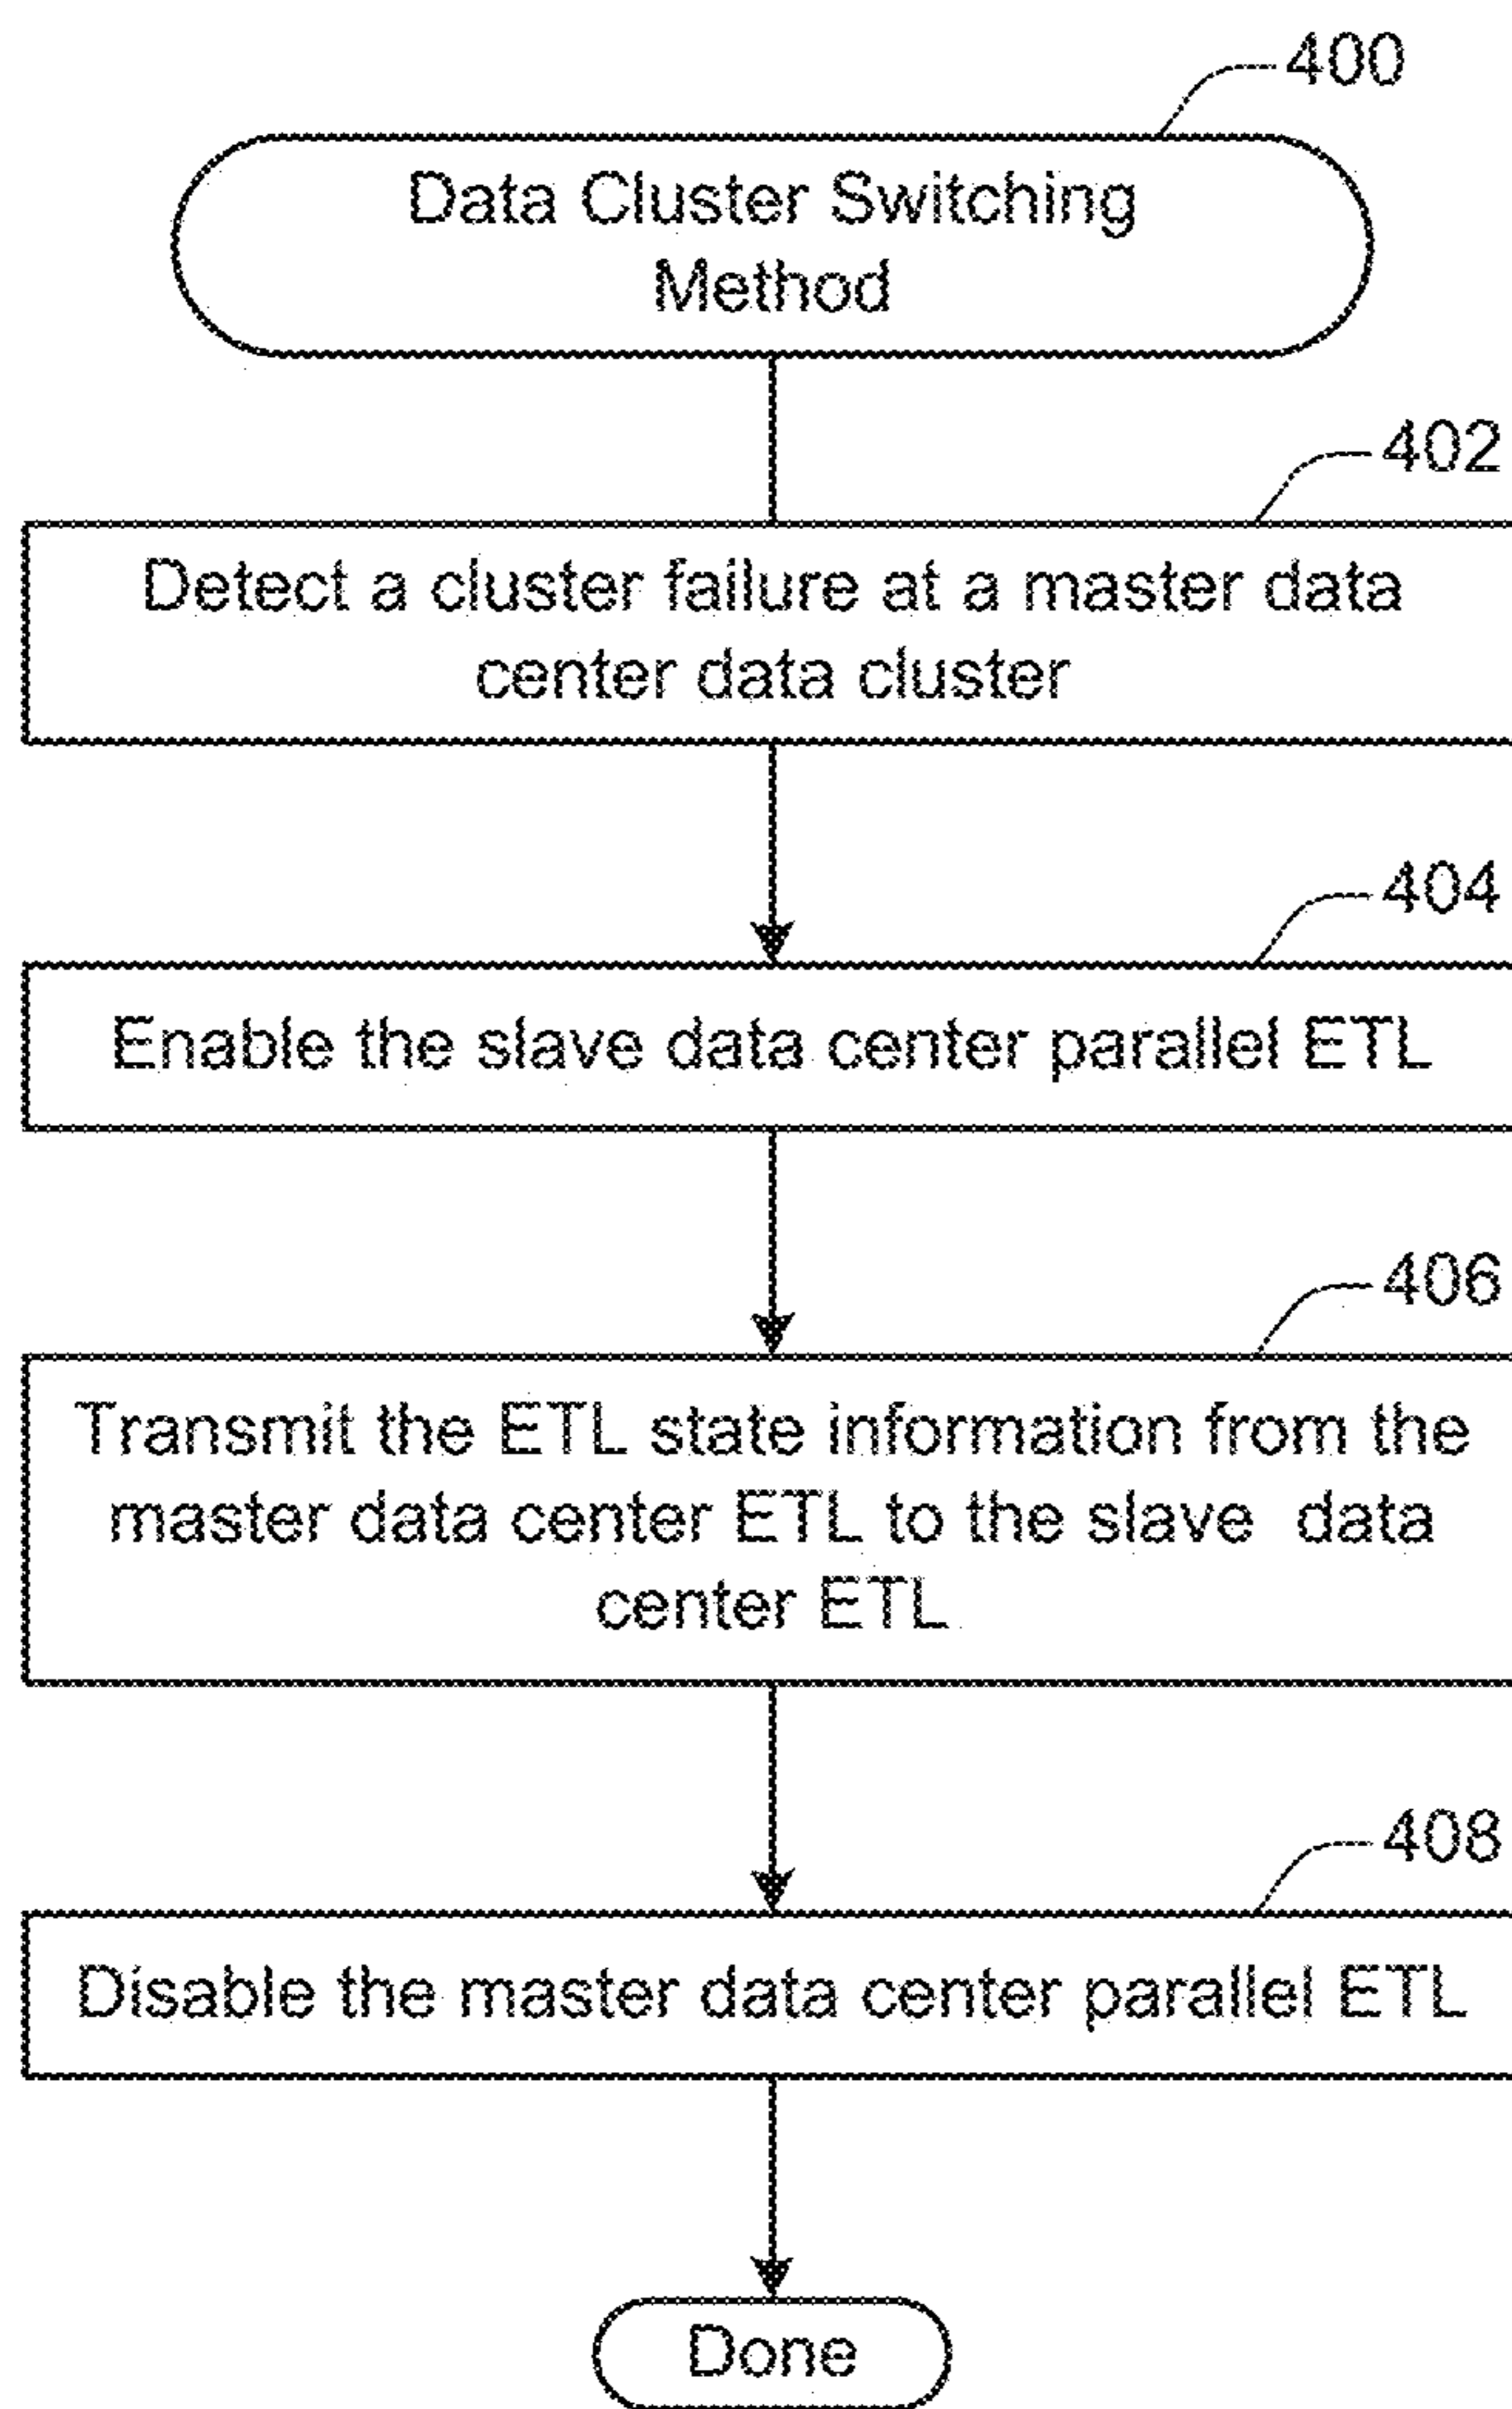 400
Data Cluster Switching
Method
402
Detect a cluster failure at a master data
center data cluster
404
Enable the slave data center parallel ETL
406
Transmit the ETL state information from the
master data center ETL to the slave data
center ETL
408
Disable the master data center parallel ETL
Done